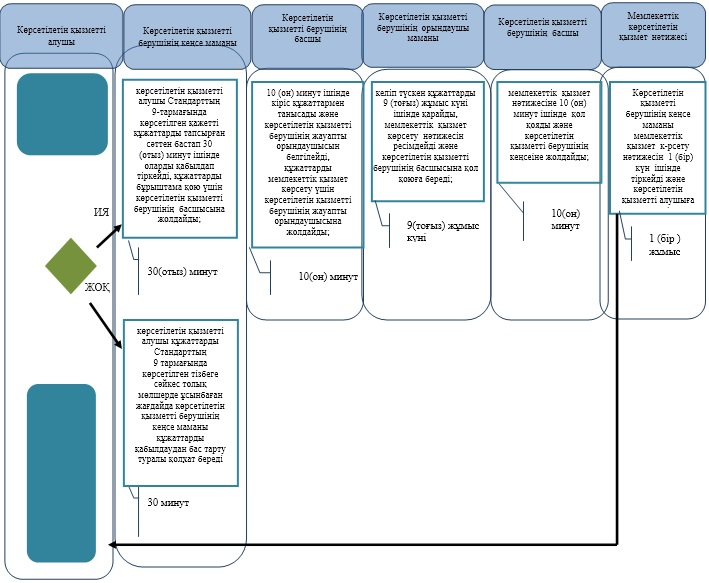 Көрсетілетін қызметті
алушы
Көрсетілетін қызметті
берушінің кеңсе маманы
Көрсетілетін
қызметті берушінің
басшы
Көрсетілетін қызметті
берушінің орындаушы
маманы
Көрсетілетін қызметті
берушінің басшы
Мемлекеттік
көрсетілетін
қызмет нәтижесі
көрсетілетін қызметті
алушы Стандарттың
9-тармағында
көрсетілген қажетті
құжаттарды тапсырған
сәттен бастап 30
(отыз) минут ішінде
оларды қабылдап
тіркейді, құжаттарды
бұрыштама қою үшін
көрсетілетін қызметті
берушінің басшысына
жолдайды;
30(отыз) минут
10 (он) минут ішінде
кіріс құжаттармен
танысады және
көрсетілетін қызметті
берушінің жауапты
орындаушысын
белгілейді,
құжаттарды
мемлекеттік қызмет
көрсету үшін
көрсетілетін қызметті
берушінің жауапты
орындаушысына
жолдайды;
10(он) минут
келіп түскен құжаттарды
9 (тоғыз) жұмыс күні
ішінде қарайды,
мемлекеттік қызмет
көрсету нәтижесін
ресімдейді және
көрсетілетін қызметті
берушінің басшысына қол
қоюға береді;
9(тоғыз) жұмыс
күні
мемлекеттік қызмет
нәтижесіне 10 (он)
минут ішінде қол
қояды және
көрсетілетін
қызметті берушінің
кеңсеіне жолдайды;
10(он)
минут
Көрсетілетін
қызметті
берушінің кеңсе
маманы
мемлекеттік
қызмет к-рсету
нәтижесін 1 (бір)
күн ішінде
тіркейді және
көрсетілетін
қызметті алушыға
1 (бір )
жұмыс
ИЯ
ЖОҚ
көрсетілетін қызметті
алушы құжаттарды
Стандарттың
9 тармағында
көрсетілген тізбеге
сәйкес толық
мөлшерде ұсынбаған
жағдайда көрсетілетін
қызметті берушінің
кеңсе маманы
құжаттарды
қабылдаудан бас тарту
туралы қолхат береді
30 минут